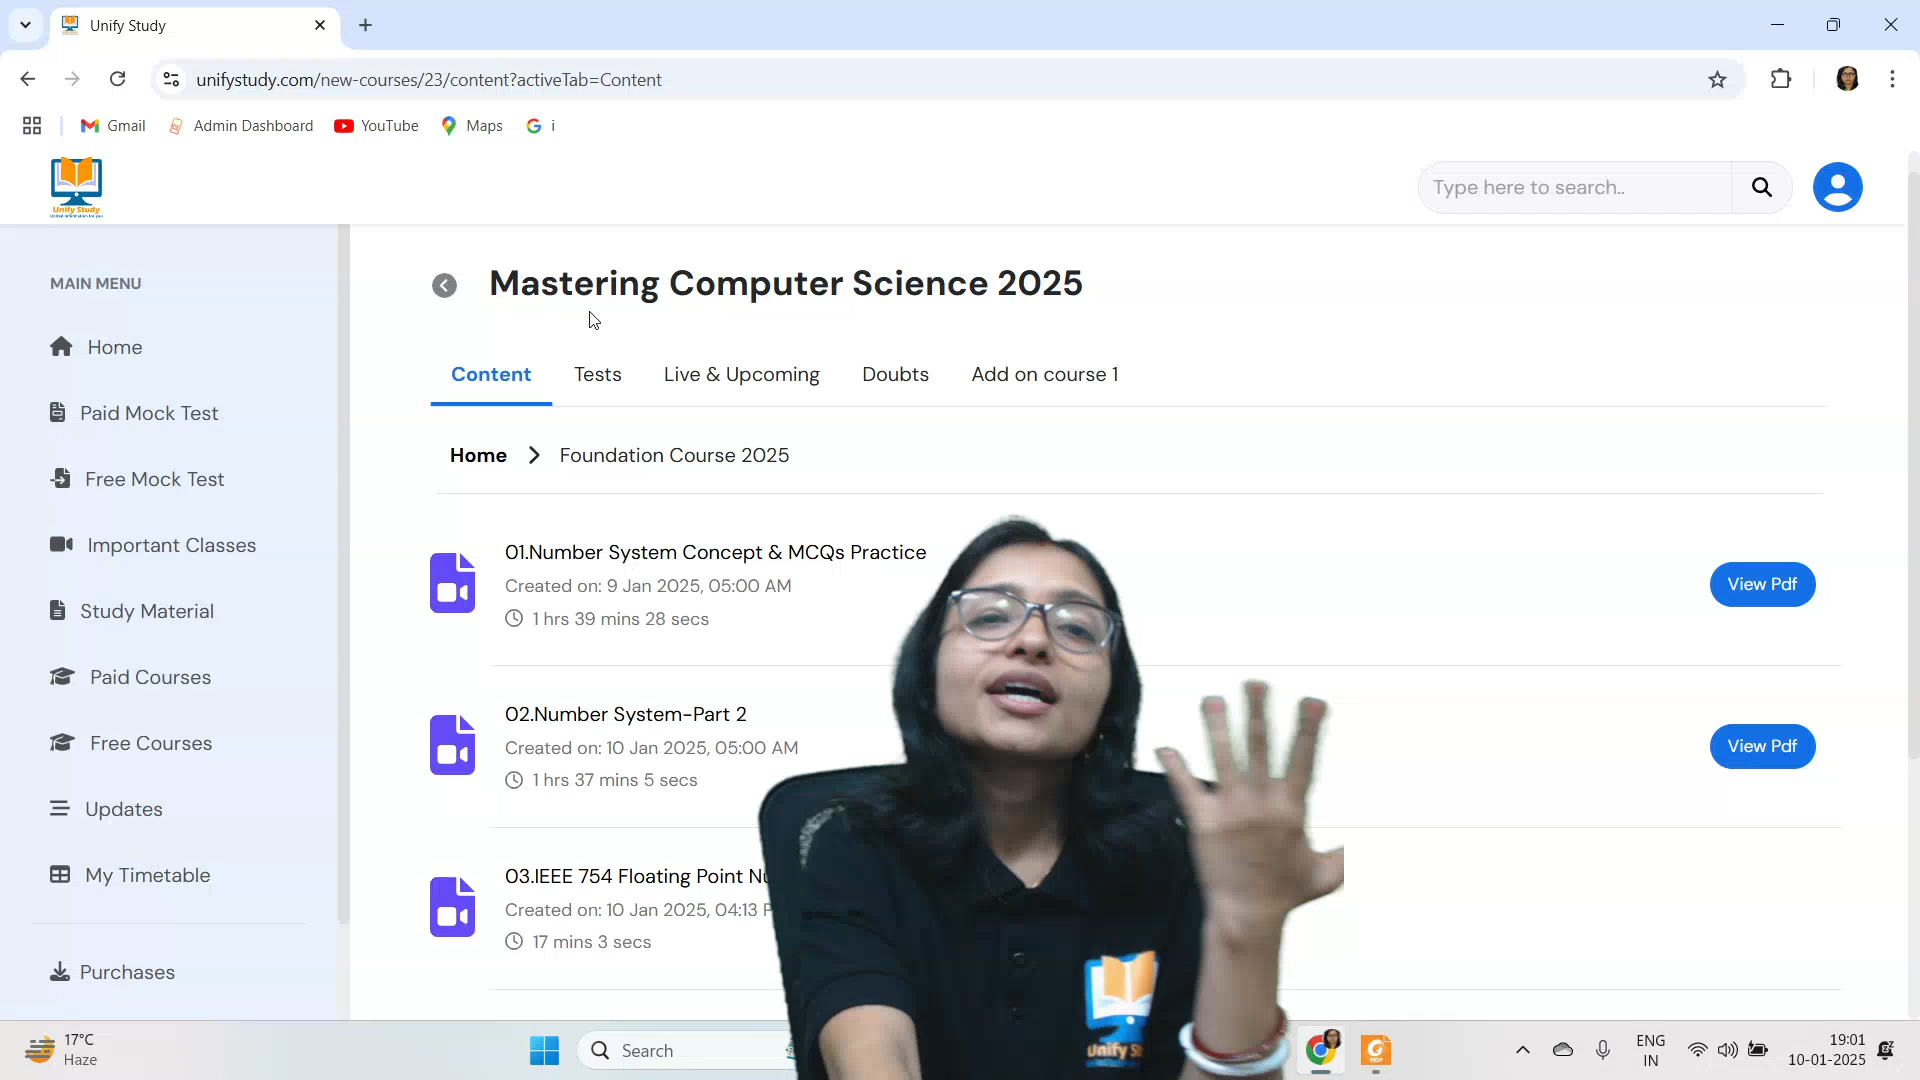 Unify Study
unifystudy.com/new-courses/23/content?activeTab=Content
Gmail
Admin Dashboard
YouTube
Maps
i
Unify Study
Type here to search..
MAIN MENU
Home
Paid Mock Test
Free Mock Test
Important Classes
Study Material
Paid Courses
Free Courses
Updates
My Timetable
Purchases
Mastering Computer Science 2025
Content
Tests
Live & Upcoming
Doubts
Add on course 1
Home
Foundation Course 2025
01.Number System Concept & MCQs Practice
Created on: 9 Jan 2025, 05:00 AM
1 hrs 39 mins 28 secs
View Pdf
02.Number System-Part 2
Created on: 10 Jan 2025, 05:00 AM
1 hrs 37 mins 5 secs
View Pdf
03.IEEE 754 Floating Point
Created on: 10 Jan 2025, 04:13
17 mins 3 secs
Unify
17°C
Haze
Search
PDF
ENG
IN
19:01
10-01-2025